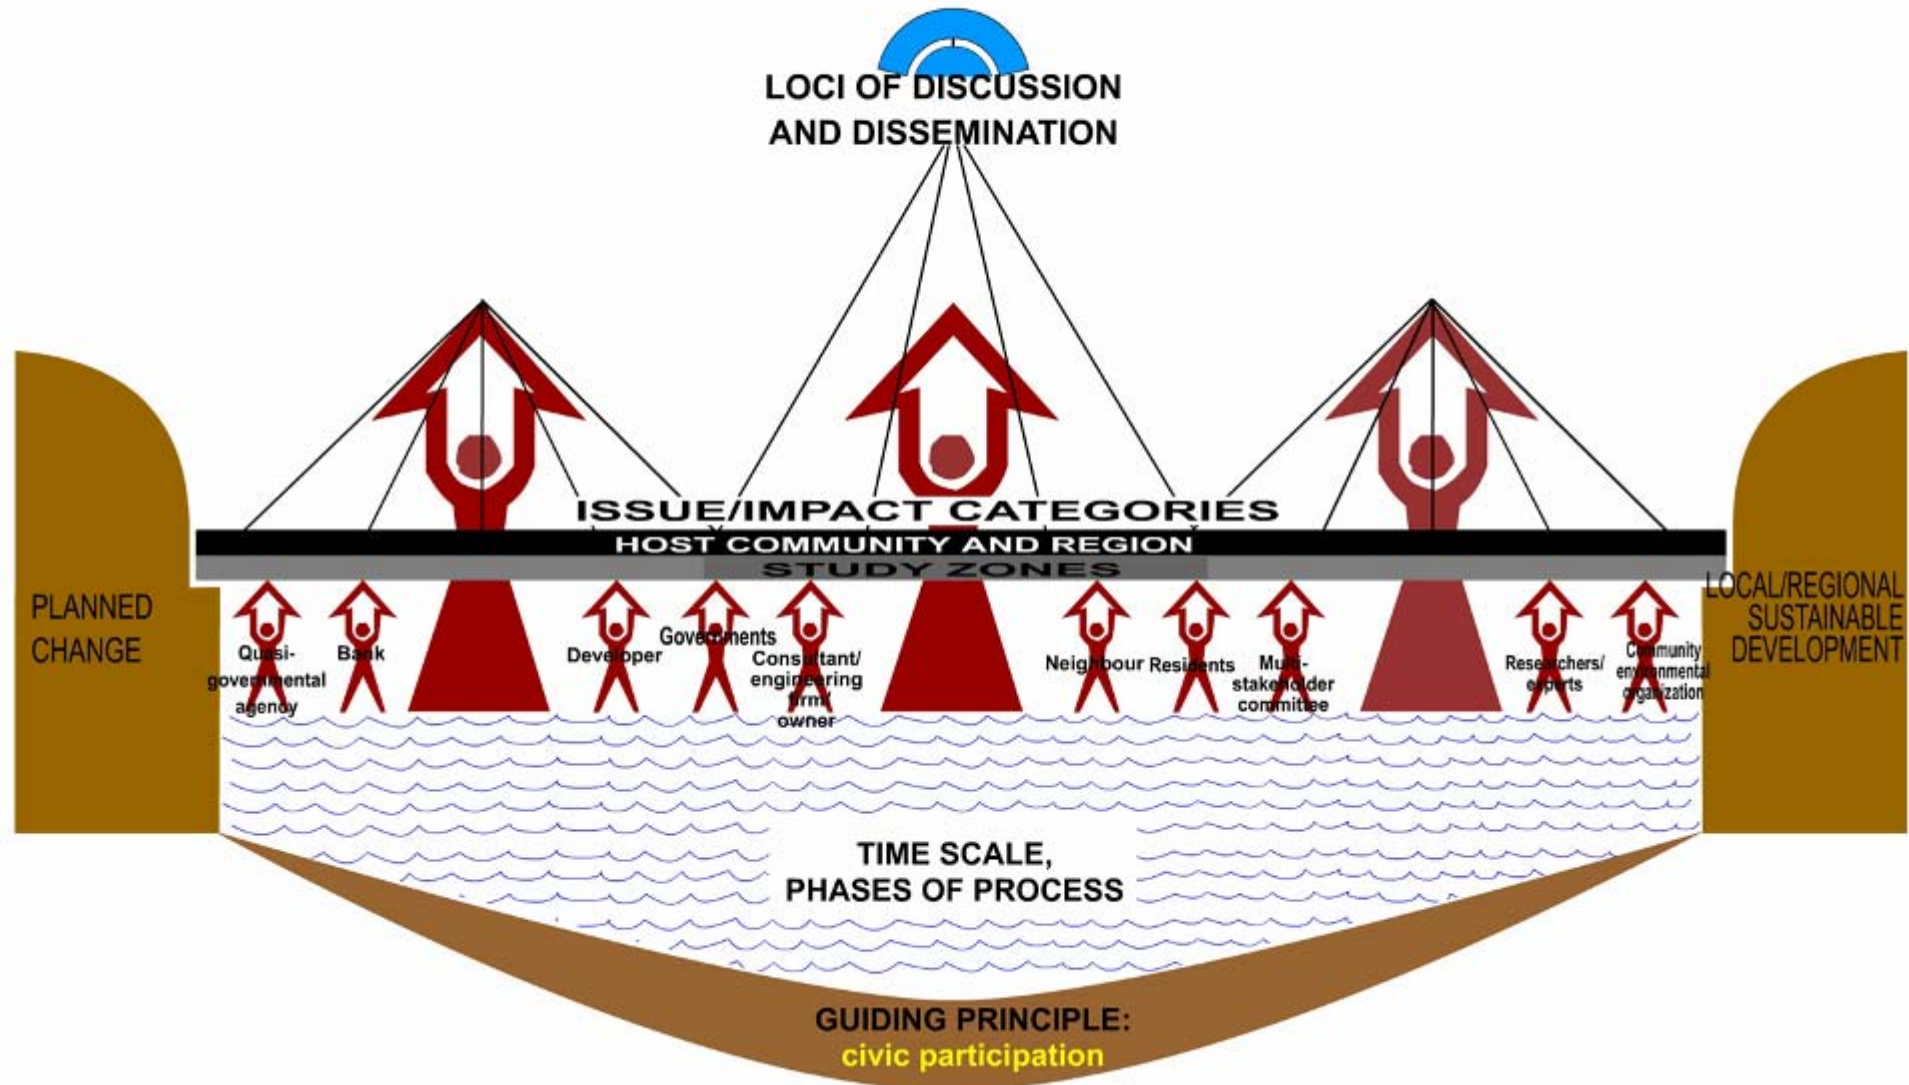 LOCI OF DISCUSSION
AND DISSEMINATION
ISSUE/IMPACT CATEGORIES
HOST COMMUNITY AND REGION
STUDY ZONES
PLANNED
CHANGE
Quasi-
governmental
agency
Bank
Developer
Governments
Consultant/
engineering
firm/
owner
Neighbour
Residents
Multi-
stakeholder
committee
Researchers/
experts
Community
environmental
organization
LOCAL/REGIONAL
SUSTAINABLE
DEVELOPMENT
TIME SCALE,
PHASES OF PROCESS
GUIDING PRINCIPLE:
civic participation